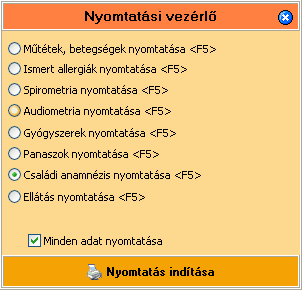 Nyomtatási vezérlő
Műtétek, betegségek nyomtatása <F5>
Ismert allergiák nyomtatása <F5>
Spirometria nyomtatása <F5>
Audiometria nyomtatása <F5>
Gyógyszerek nyomtatása <F5>
Panaszok nyomtatása <F5>
Családi anamnézis nyomtatása <F5>
Ellátás nyomtatása <F5>
Minden adat nyomtatása
Nyomtatás indítása